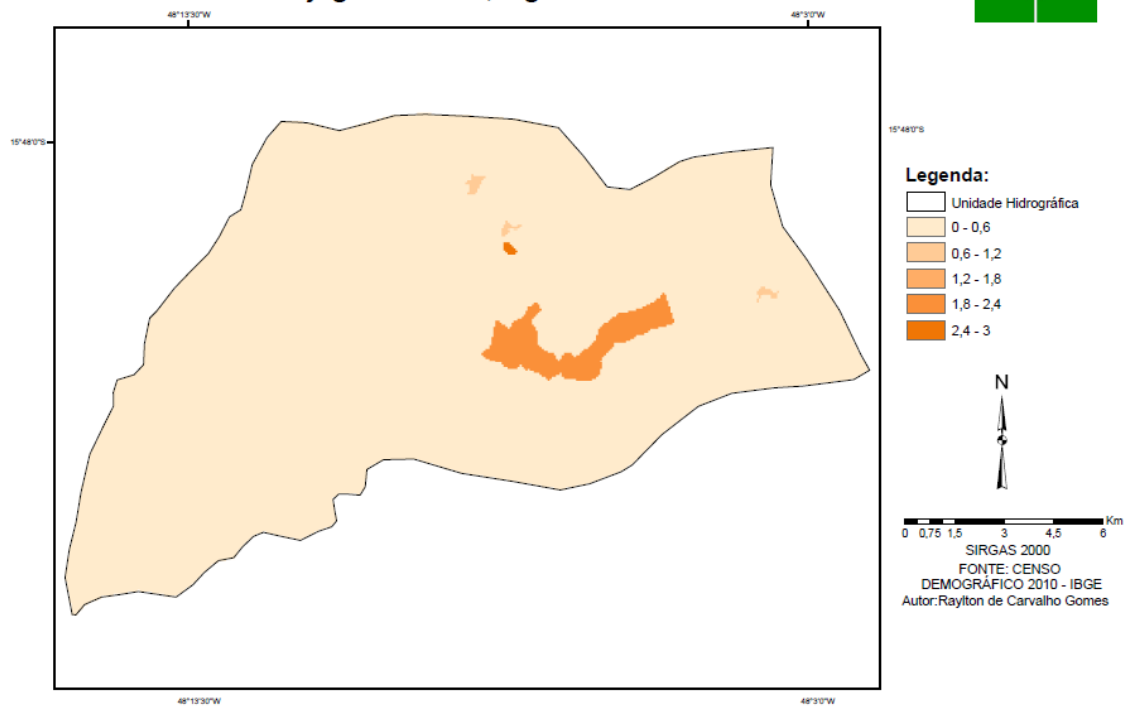 48°13'30"W
48°3'0"W
15°48'0"S
15°48'0"S
Legenda:
Unidade Hidrográfica
0 - 0,6
0,6 - 1,2
1,2 - 1,8
1,8 - 2,4
2,4 - 3
N
0 0,75 1,5 3 4,5 6 Km
SIRGAS 2000
FONTE: CENSO
DEMOGRÁFICO 2010 - IBGE
Autor:Raylton de Carvalho Gomes
48°13'30"W
48°3'0"W